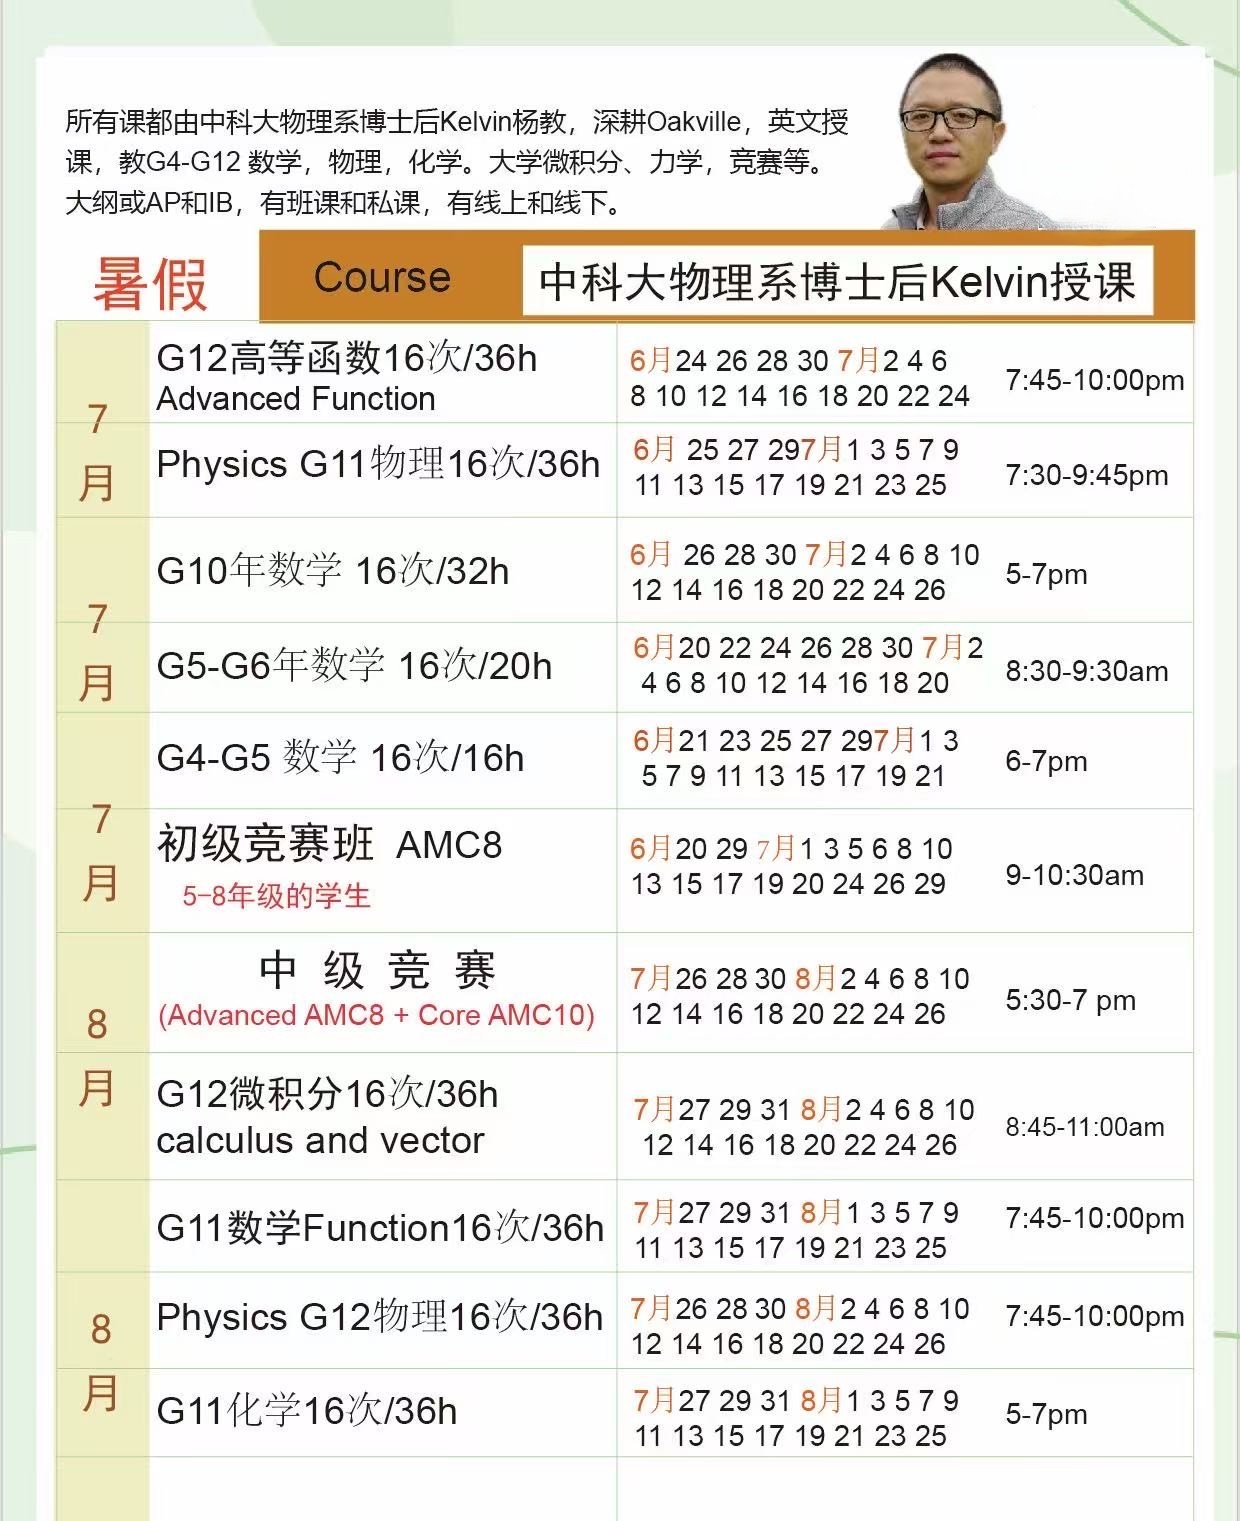 所有课都由中科大物理系博士后Kelvin杨教，深耕Oakville，英文授
课，教G4-G12 数学，物理，化学。大学微积分、力学，竞赛等。
大纲或AP和IB，有班课和私课，有线上和线下。
暑假
Course
中科大物理系博士后Kelvin授课
7
月
G12高等函数16次/36h
Advanced Function
6月24 26 28 30 7月2 4 6
8 10 12 14 16 18 20 22 24
7:45-10:00pm
Physics G11物理16次/36h
6月 25 27 297月1 3 5 7 9
11 13 15 17 19 21 23 25
7:30-9:45pm
7
月
G10年数学 16次/32h
6月 26 28 30 7月2 4 6 8 10
12 14 16 18 20 22 24 26
5-7pm
G5-G6年数学 16次/20h
6月20 22 24 26 28 30 7月2
4 6 8 10 12 14 16 18 20
8:30-9:30am
7
月
G4-G5 数学 16次/16h
6月21 23 25 27 297月1 3
5 7 9 11 13 15 17 19 21
6-7pm
初级竞赛班 AMC8
5-8年级的学生
6月20 29 7月1 3 5 6 8 10
13 15 17 19 20 24 26 29
9-10:30am
8
月
中 级 竞 赛
(Advanced AMC8 + Core AMC10)
7月26 28 30 8月2 4 6 8 10
12 14 16 18 20 22 24 26
5:30-7 pm
G12微积分16次/36h
calculus and vector
7月27 29 31 8月2 4 6 8 10
12 14 16 18 20 22 24 26
8:45-11:00am
G11数学Function16次/36h
7月27 29 31 8月1 3 5 7 9
11 13 15 17 19 21 23 25
7:45-10:00pm
8
月
Physics G12物理16次/36h
7月26 28 30 8月2 4 6 8 10
12 14 16 18 20 22 24 26
7:45-10:00pm
G11化学16次/36h
7月27 29 31 8月1 3 5 7 9
11 13 15 17 19 21 23 25
5-7pm